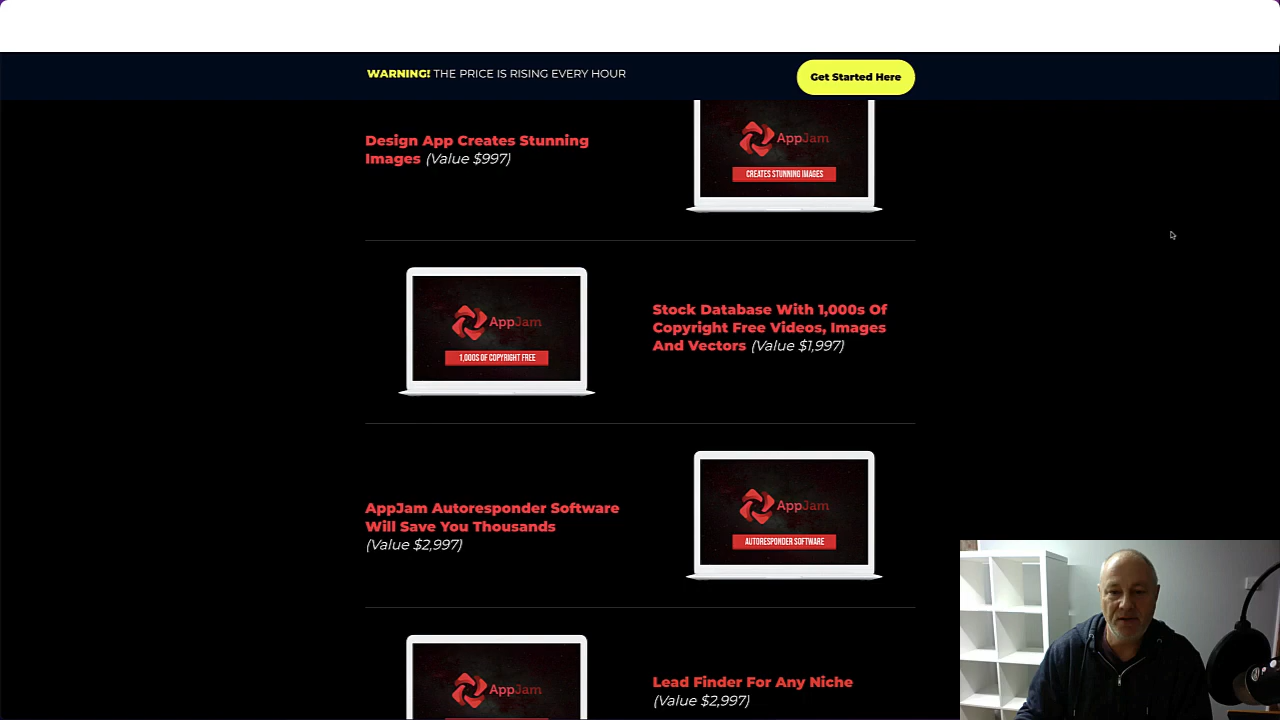 WARNING! THE PRICE IS RISING EVERY HOUR
Get Started Here
Design App Creates Stunning
Images (Value $997)
AppJam
CREATES STUNNING IMAGES
AppJam
1,000S OF COPYRIGHT FREE
Stock Database With 1,000s Of
Copyright Free Videos, Images
And Vectors (Value $1,997)
AppJam Autoresponder Software
Will Save You Thousands
(Value $2,997)
AppJam
AUTORESPONDER SOFTWARE
AppJam
Lead Finder For Any Niche
(Value $2,997)